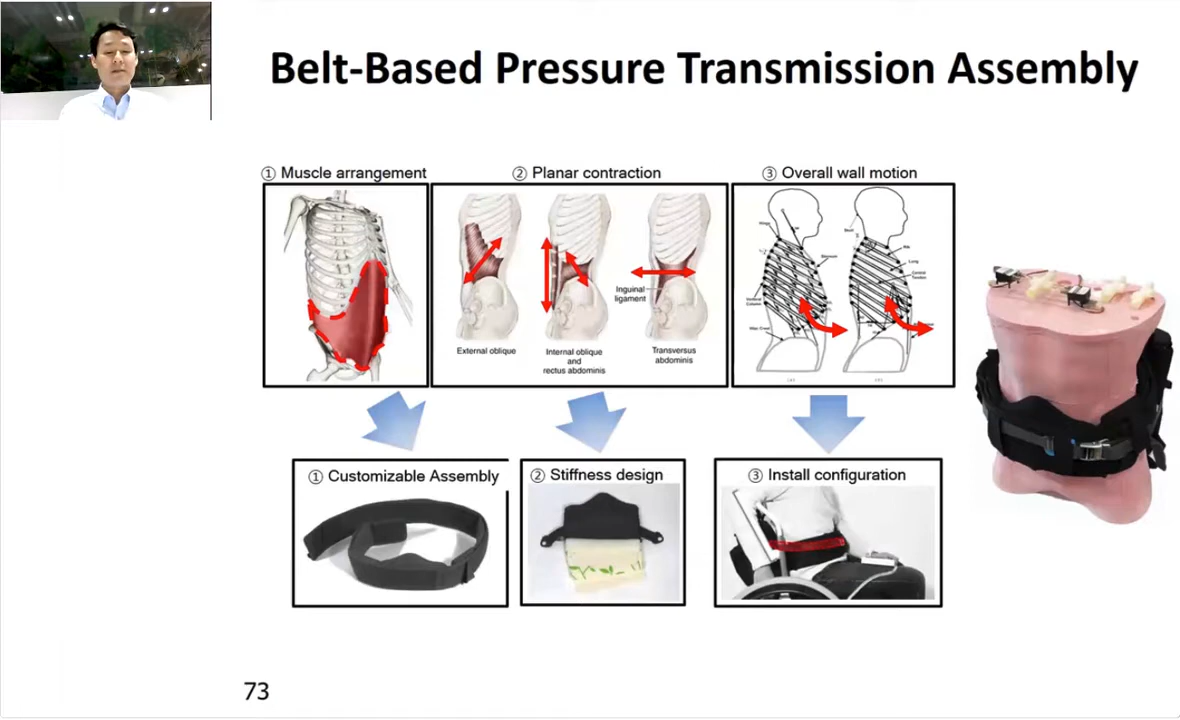 Belt-Based Pressure Transmission Assembly
① Muscle arrangement
② Planar contraction
③ Overall wall motion
Inguinal
ligament
External oblique
Internal oblique
and
rectus abdominis
Transversus
abdominis
① Customizable Assembly
② Stiffness design
③ Install configuration
73